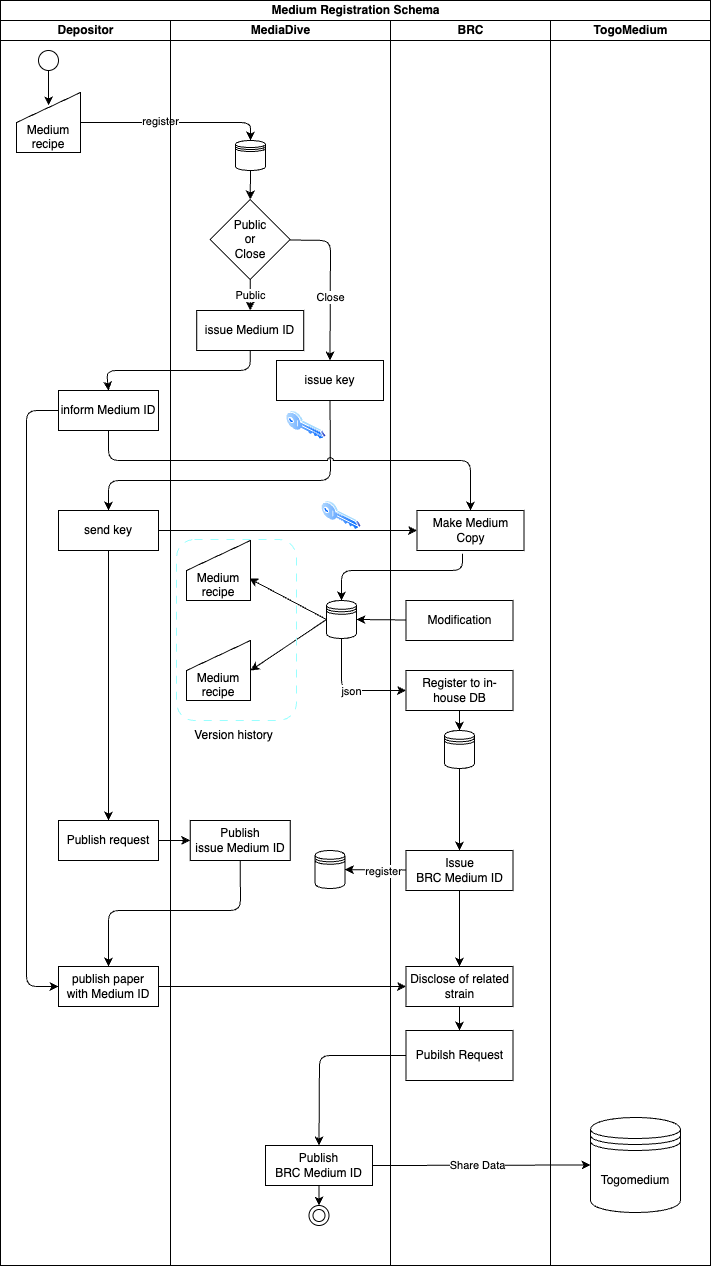 Medium Registration Schema
Depositor
MediaDive
BRC
TogoMedium
Medium
recipe
register
Public
or
Close
Public
Close
issue Medium ID
issue key
inform Medium ID
send key
Make Medium
Copy
Medium
recipe
Modification
Medium
recipe
json
Register to in-
house DB
Version history
Publish request
Publish
issue Medium ID
register
Issue
BRC Medium ID
publish paper
with Medium ID
Disclose of related
strain
Pubilsh Request
Publish
BRC Medium ID
Share Data
Togomedium